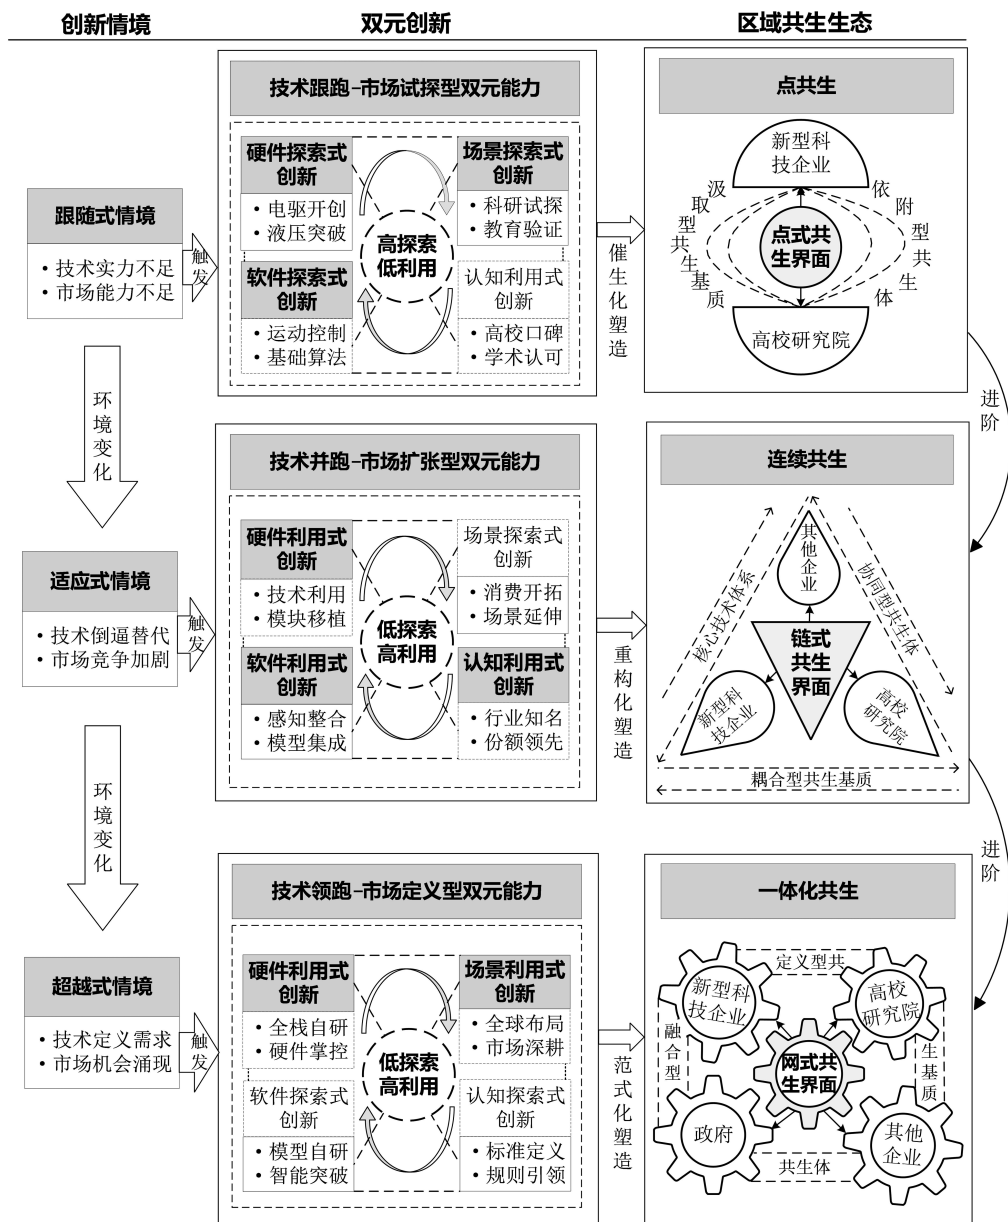 创新情境
双元创新
区域共生生态
跟随式情境
• 技术实力不足
• 市场能力不足
触发
技术跟跑-市场试探型双元能力
硬件探索式
创新
• 电驱开创
• 液压突破
场景探索式
创新
• 科研试探
• 教育验证
高探索
低利用
软件探索式
创新
• 运动控制
• 基础算法
认知利用式
创新
• 高校口碑
• 学术认可
催生化塑造
点共生
新型科
技企业
汲取型共生基质
点式共
生界面
依附型共生体
高校研究院
环境变化
进阶
适应式情境
• 技术倒逼替代
• 市场竞争加剧
触发
技术并跑-市场扩张型双元能力
硬件利用式
创新
• 技术利用
• 模块移植
场景探索式
创新
• 消费开拓
• 场景延伸
低探索
高利用
软件利用式
创新
• 感知整合
• 模型集成
认知利用式
创新
• 行业知名
• 份额领先
重构化塑造
连续共生
其他企业
核心技术体系
协同型共生体
链式
共生
界面
新型科
技企业
高校
研究院
耦合型共生基质
环境变化
进阶
超越式情境
• 技术定义需求
• 市场机会涌现
触发
技术领跑-市场定义型双元能力
硬件利用式
创新
• 全栈自研
• 硬件掌控
场景利用式
创新
• 全球布局
• 市场深耕
低探索
高利用
软件探索式
创新
• 模型自研
• 智能突破
认知探索式
创新
• 标准定义
• 规则引领
范式化塑造
一体化共生
定义型共
新型科
技企业
高校
研究院
融合型
网式共
生界面
生基质
政府
其他
企业
共生体